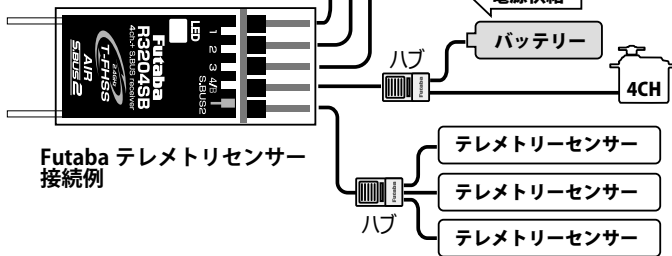 電源供給
バッテリー
ハブ
4CH
LED
1 2 3 4/B S.BUS2
Futaba
R3204SB
4ch.+ S.BUS receiver
2.4GHz
T-FHSS
AIR
S.BUS2
Futaba
Futaba テレメトリセンサー
接続例
テレメトリーセンサー
テレメトリーセンサー
テレメトリーセンサー
Futaba
ハブ